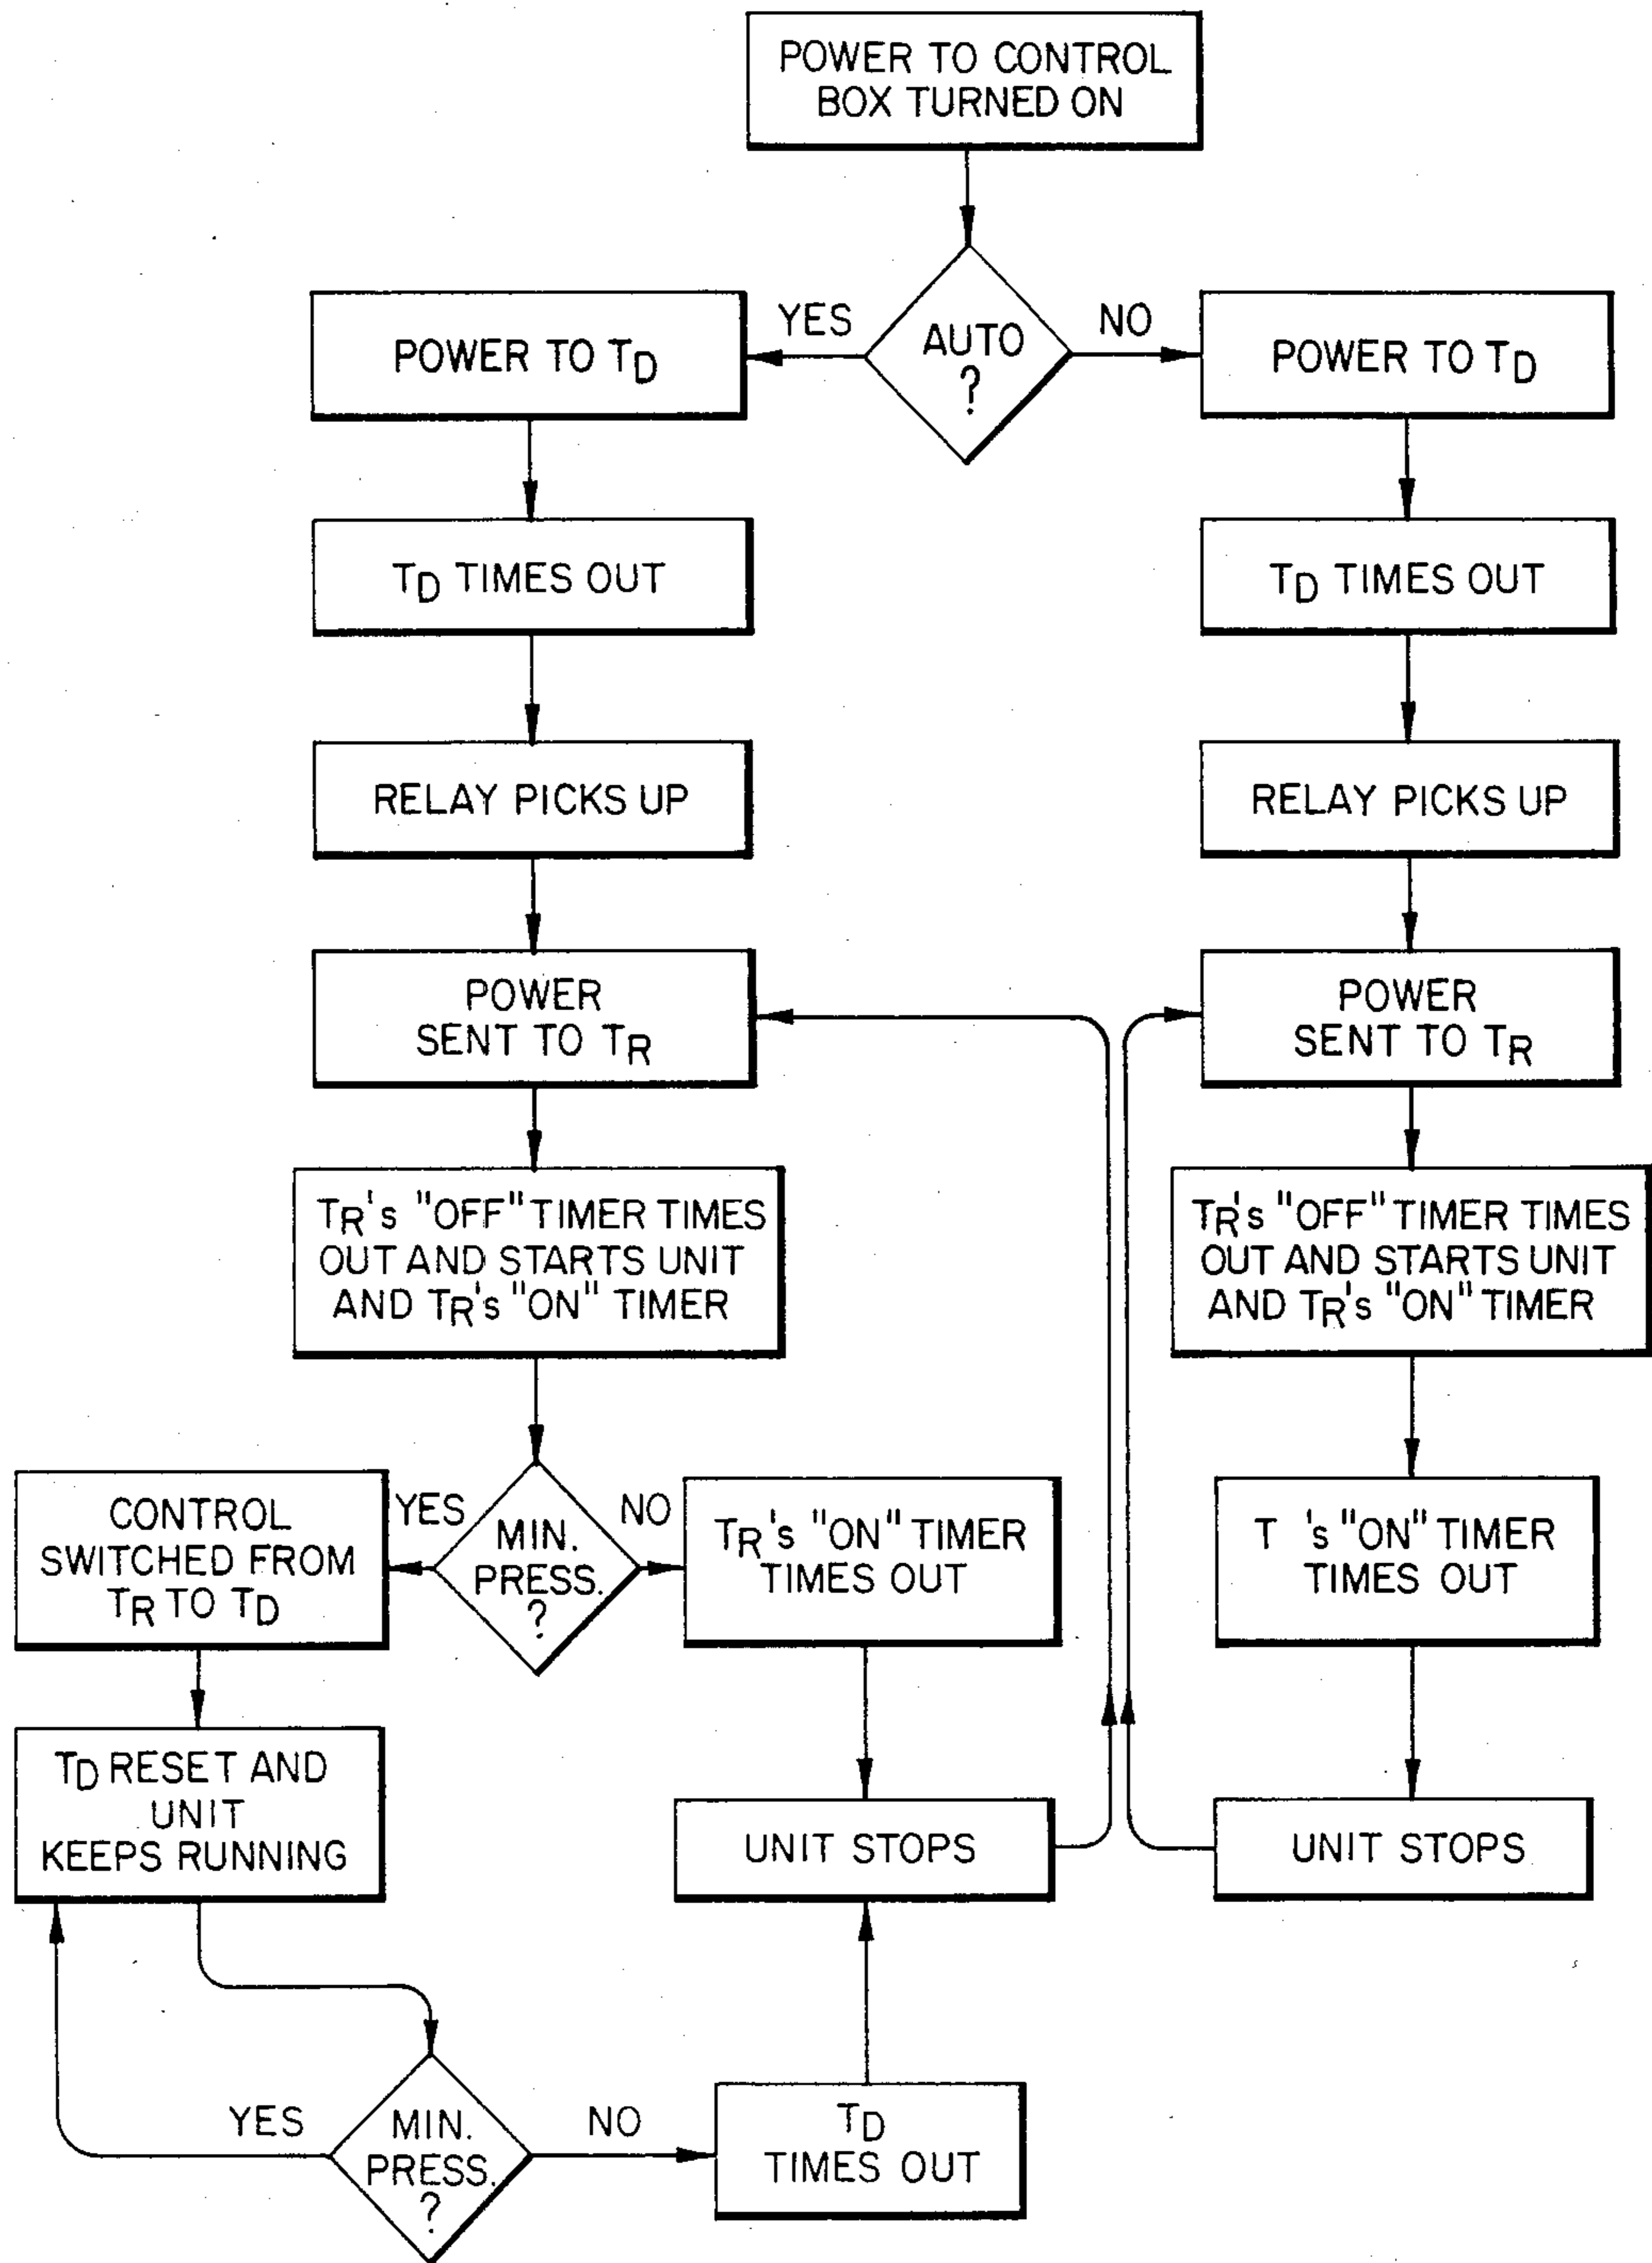 POWER TO CONTROL
BOX TURNED ON
AUTO
?
YES
NO
POWER TO TD
TD TIMES OUT
RELAY PICKS UP
POWER
SENT TO TR
TR's "OFF" TIMER TIMES
OUT AND STARTS UNIT
AND TR's "ON" TIMER
MIN.
PRESS.
?
YES
NO
CONTROL
SWITCHED FROM
TR TO TD
TD RESET AND
UNIT
KEEPS RUNNING
TR's "ON" TIMER
TIMES OUT
UNIT STOPS
MIN.
PRESS.
?
YES
NO
TD
TIMES OUT
POWER TO TD
TD TIMES OUT
RELAY PICKS UP
POWER
SENT TO TR
TR's "OFF" TIMER TIMES
OUT AND STARTS UNIT
AND TR's "ON" TIMER
T 's "ON" TIMER
TIMES OUT
UNIT STOPS